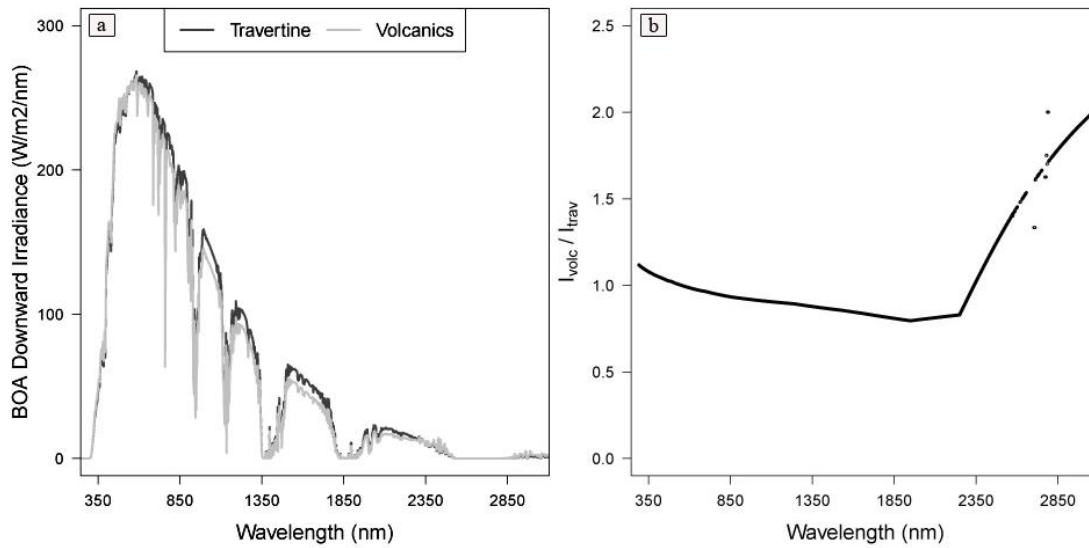 a
Travertine
Volcanics
300
200
100
0
BOA Downward Irradiance (W/m2/nm)
350
850
1350
1850
2350
2850
Wavelength (nm)
b
2.5
2.0
1.5
1.0
0.5
0.0
Ivolc / Itrav
350
850
1350
1850
2350
2850
Wavelength (nm)